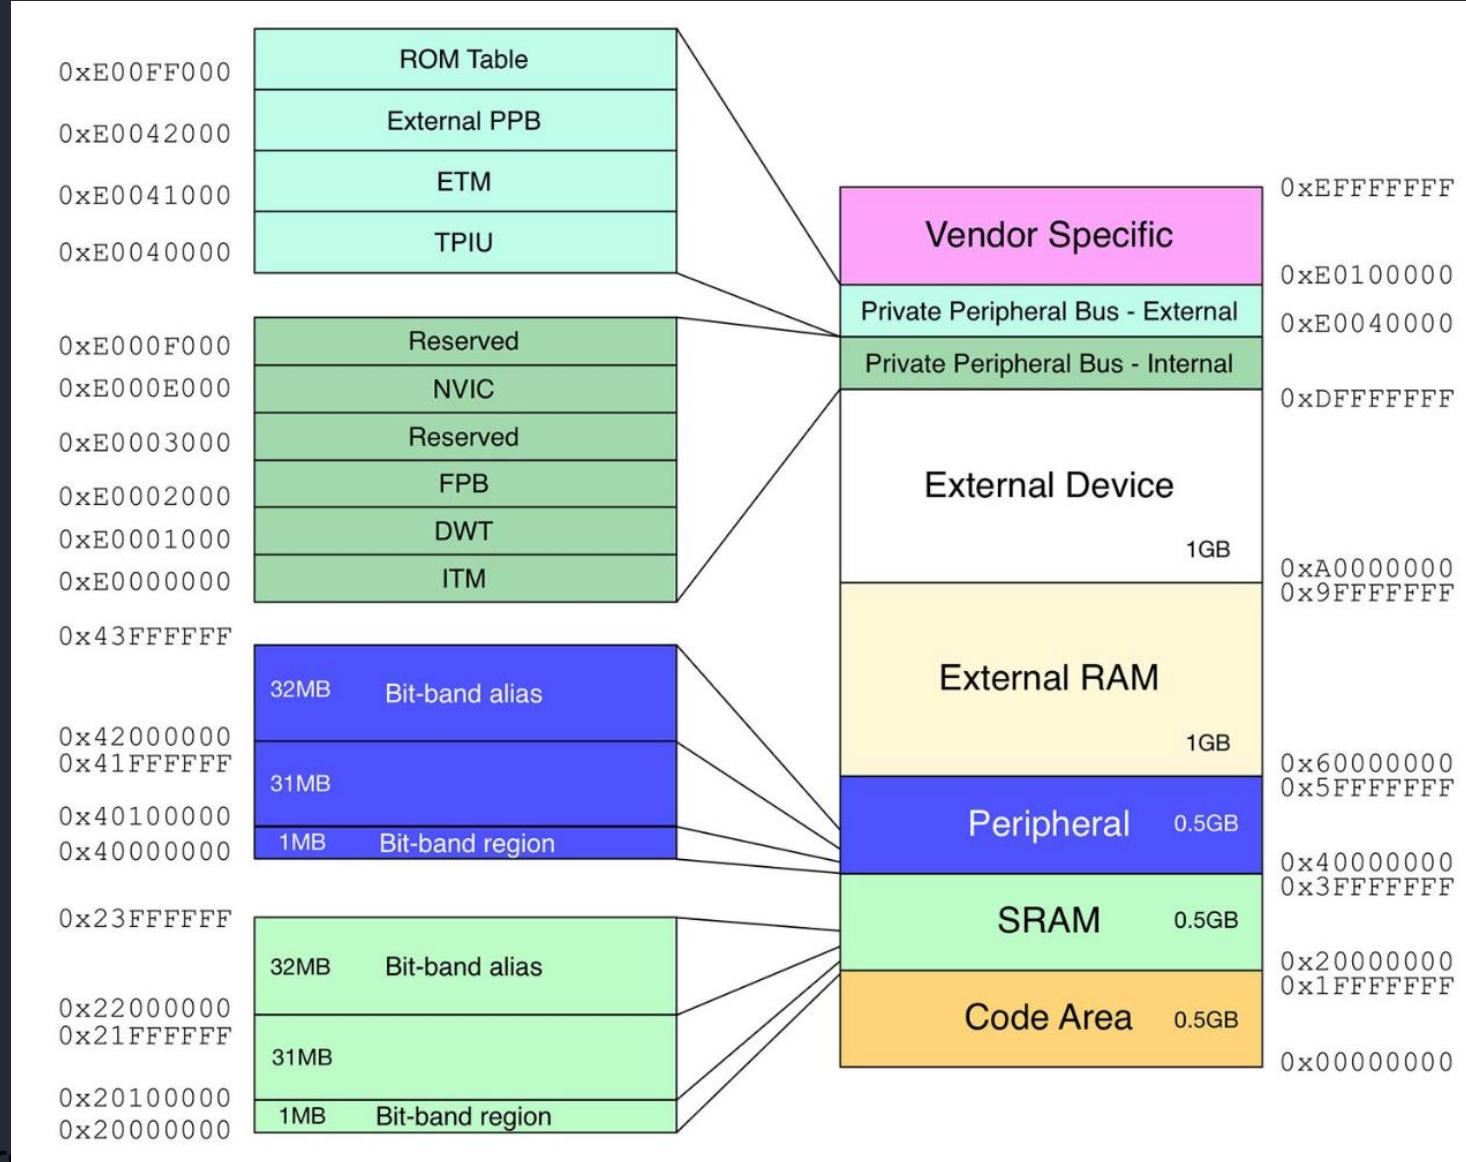 0xE00FF000
ROM Table
0xE0042000
External PPB
0xE0041000
ETM
0xE0040000
TPIU
0xE000F000
Reserved
0xE000E000
NVIC
0xE0003000
Reserved
0xE0002000
FPB
0xE0001000
DWT
0xE0000000
ITM
0x43FFFFFF
32MB Bit-band alias
0x42000000
0x41FFFFFF
31MB
0x40100000
1MB Bit-band region
0x40000000
0x23FFFFFF
32MB Bit-band alias
0x22000000
0x21FFFFFF
31MB
0x20100000
1MB Bit-band region
0x20000000
0xEFFFFFFF
Vendor Specific
0xE0100000
Private Peripheral Bus - External
0xE0040000
Private Peripheral Bus - Internal
0xDFFFFFFF
External Device
1GB
0xA0000000
0x9FFFFFFF
External RAM
1GB
0x60000000
0x5FFFFFFF
Peripheral 0.5GB
0x40000000
0x3FFFFFFF
SRAM 0.5GB
0x20000000
0x1FFFFFFF
Code Area 0.5GB
0x00000000